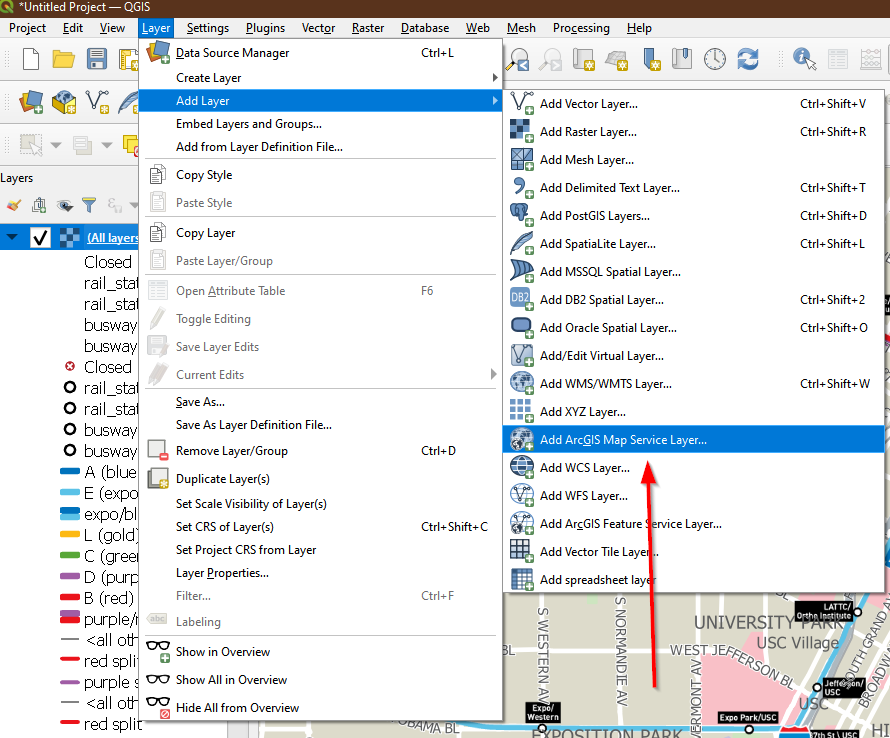 *Untitled Project — QGIS
Project Edit View Layer Settings Plugins Vector Raster Database Web Mesh Processing Help
Data Source Manager Ctrl+L
Create Layer
Add Layer
Embed Layers and Groups...
Add from Layer Definition File...
Copy Style
Paste Style
Copy Layer
Paste Layer/Group
Open Attribute Table F6
Toggle Editing
Save Layer Edits
Current Edits
Save As...
Save As Layer Definition File...
Remove Layer/Group Ctrl+D
Duplicate Layer(s)
Set Scale Visibility of Layer(s)
Set CRS of Layer(s) Ctrl+Shift+C
Set Project CRS from Layer
Layer Properties...
Filter... Ctrl+F
Labeling
abc
Show in Overview
Show All in Overview
Hide All from Overview
Add Vector Layer... Ctrl+Shift+V
Add Raster Layer... Ctrl+Shift+R
Add Mesh Layer...
Add Delimited Text Layer... Ctrl+Shift+T
Add PostGIS Layers... Ctrl+Shift+D
Add SpatiaLite Layer... Ctrl+Shift+L
Add MSSQL Spatial Layer...
DB2 Add DB2 Spatial Layer... Ctrl+Shift+2
Add Oracle Spatial Layer... Ctrl+Shift+O
Add/Edit Virtual Layer...
Add WMS/WMTS Layer... Ctrl+Shift+W
Add XYZ Layer...
Add ArcGIS Map Service Layer...
Add WCS Layer...
Add WFS Layer...
Add ArcGIS Feature Service Layer...
Add Vector Tile Layer...
Add spreadsheet layer
Layers
(All layers
Closed
rail_stat
rail_stat
busway
busway
Closed
rail_stat
rail_stat
busway
busway
A (blue
E (expo
expo/bl
L (gold)
C (green
D (purp
B (red)
purple/r
<all oth
red split
purple s
<all oth
red split
S WESTERN AV
S NORMANDIE AV
VERMONT AV
UNIVERSITY PARK
USC Village
WEST JEFFERSON BL
LATTC/
Ortho Institute
SOUTH GRAND AV
BROADWAY
Jefferson/
USC
USC
Expo/
Western
Expo Park/USC
EXPOSITION PARK
OBAMA BL
BL
37th St \ USC
HI